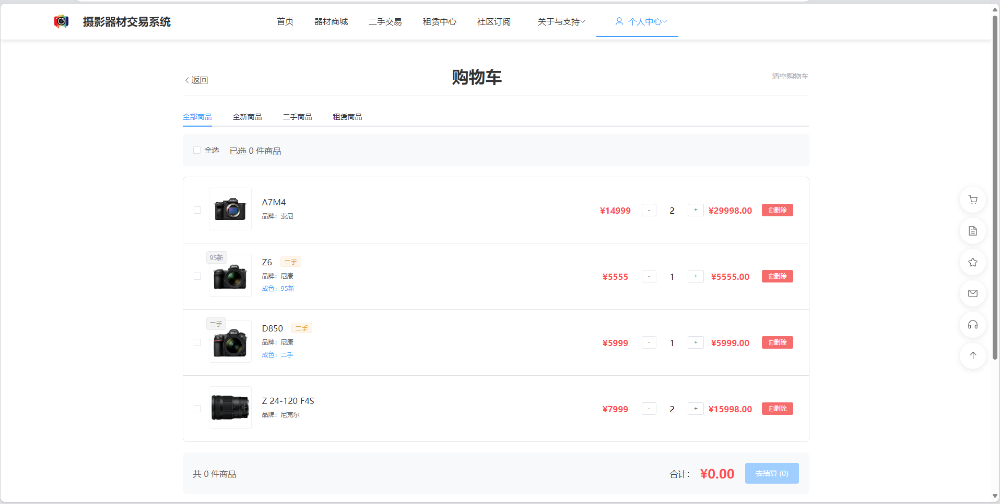 摄影器材交易系统
首页 器材商城 二手交易 租赁中心 社区订阅 关于与支持 个人中心
返回
购物车
清空购物车
全部商品 全新商品 二手商品 租赁商品
全选 已选 0 件商品
A7M4
品牌：索尼
¥14999 - 2 + ¥29998.00 删除
95新
Z6 二手
品牌：尼康
成色：95新
¥5555 - 1 + ¥5555.00 删除
二手
D850 二手
品牌：尼康
成色：二手
¥5999 - 1 + ¥5999.00 删除
Z 24-120 F4S
品牌：尼克尔
¥7999 - 2 + ¥15998.00 删除
共 0 件商品
合计： ¥0.00 去结算 (0)